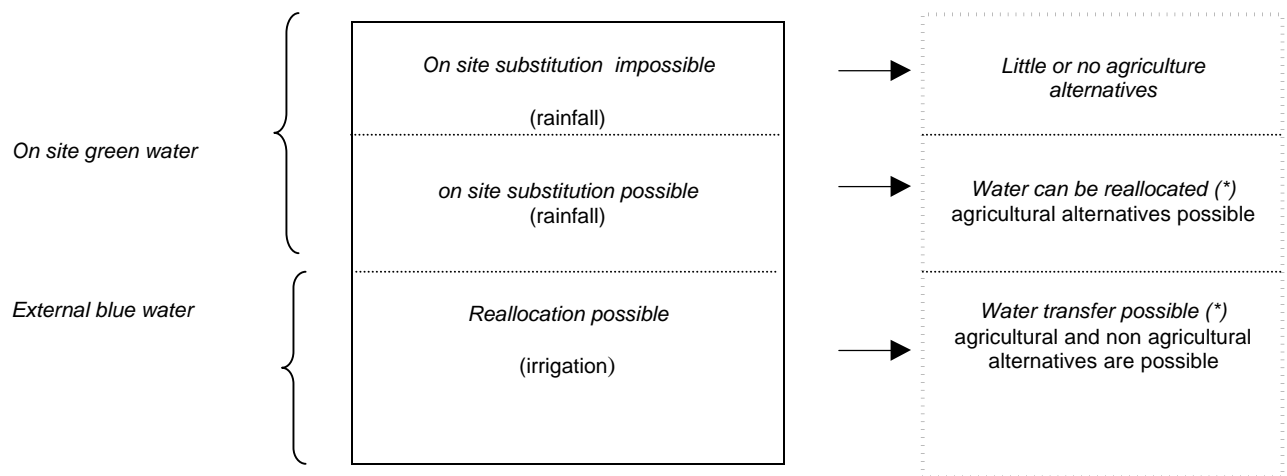 On site substitution impossible
(rainfall)
Little or no agriculture
alternatives
On site green water
on site substitution possible
(rainfall)
Water can be reallocated (*)
agricultural alternatives possible
External blue water
Reallocation possible
(irrigation)
Water transfer possible (*)
agricultural and non agricultural
alternatives are possible